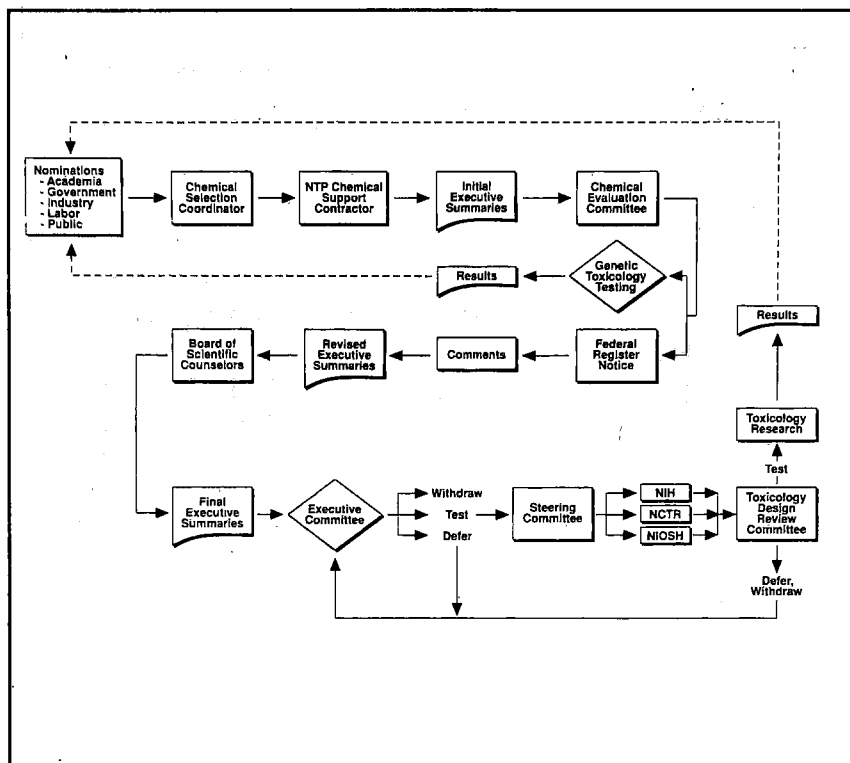 Nominations
- Academia
- Government
- Industry
- Labor
- Public
Chemical
Selection
Coordinator
NTP Chemical
Support
Contractor
Initial
Executive
Summaries
Chemical
Evaluation
Committee
Genetic
Toxicology
Testing
Results
Results
Board of
Scientific
Counselors
Revised
Executive
Summaries
Comments
Federal
Register
Notice
Toxicology
Research
Test
Final
Executive
Summaries
Executive
Committee
Withdraw
Test
Defer
Steering
Committee
NIH
NCTR
NIOSH
Toxicology
Design
Review
Committee
Defer,
Withdraw